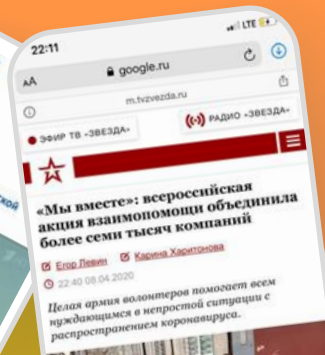 22:11
LTE
AA
google.ru
m.tvzvezda.ru
ЭФИР ТВ «ЗВЕЗДА»
РАДИО «ЗВЕЗДА»
«Мы вместе»: всероссийская
акция взаимопомощи объединила
более семи тысяч компаний
Егор Левин
Карина Харитонова
22:40 08.04.2020
Целая армия волонтеров помогает всем
нуждающимся в непростой ситуации с
распространением коронавируса.